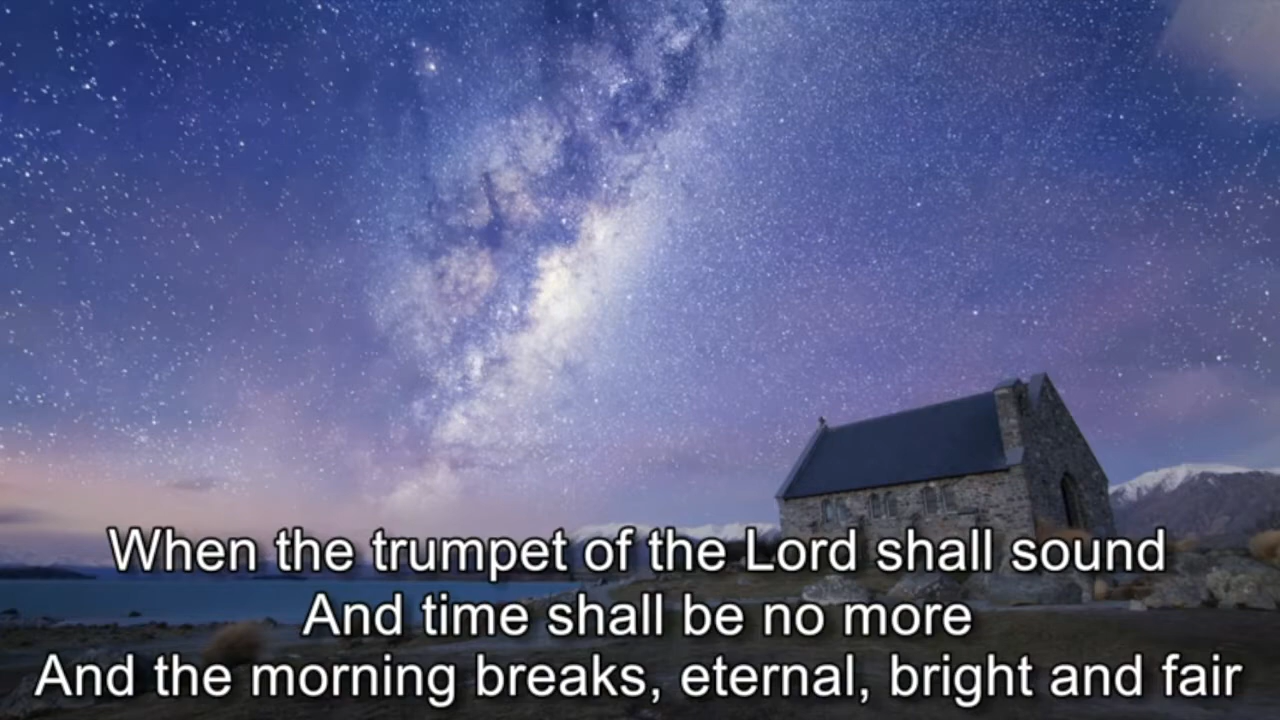 When the trumpet of the Lord shall sound
And time shall be no more
And the morning breaks, eternal, bright and fair